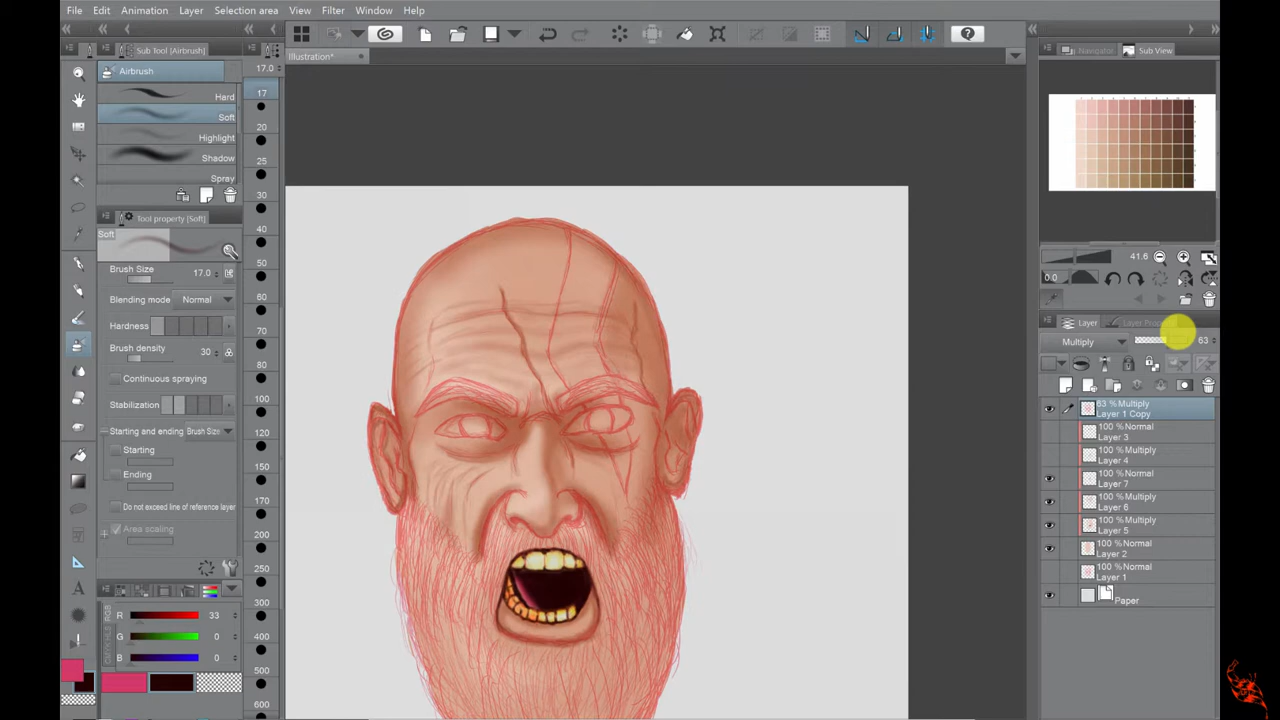 File Edit Animation Layer Selection area View Filter Window Help
Sub Tool [Airbrush]
Illustration*
17.0
Airbrush
Hard
Soft
Highlight
Shadow
Spray
Tool property [Soft]
Soft
Brush Size 17.0
Blending mode Normal
Hardness
Brush density 30
Continuous spraying
Stabilization
Starting and ending Brush Size
Starting
Ending
Do not exceed line of reference layer
Area scaling
R 33
G 0
B 0
17
20
25
30
40
50
60
70
80
100
120
150
170
200
250
300
400
500
600
Navigator Sub View
41.6
0.0
Layer
Multiply 63
63 % Multiply
Layer 1 Copy
100 % Normal
Layer 3
100 % Multiply
Layer 4
100 % Normal
Layer 7
100 % Multiply
Layer 6
100 % Multiply
Layer 5
100 % Normal
Layer 2
100 % Normal
Layer 1
Paper